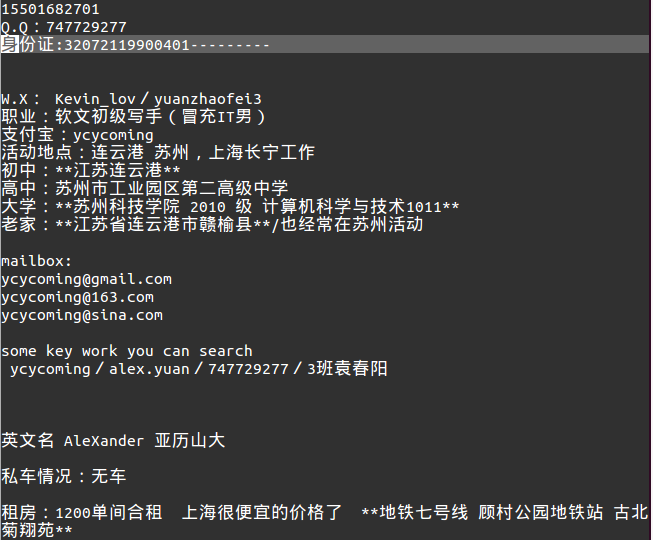 15501682701
Q.Q：747729277
身份证:32072119900401---------
W.X： Kevin_lov／yuanzhaofei3
职业：软文初级写手（冒充IT男）
支付宝：ycycoming
活动地点：连云港 苏州，上海长宁工作
初中：**江苏连云港**
高中：苏州市工业园区第二高级中学
大学：**苏州科技学院 2010 级 计算机科学与技术1011**
老家：**江苏省连云港市赣榆县**/也经常在苏州活动
mailbox:
ycycoming@gmail.com
ycycoming@163.com
ycycoming@sina.com
some key work you can search
ycycoming／alex.yuan／747729277／3班袁春阳
英文名 AleXander 亚历山大
私车情况：无车
租房：1200单间合租  上海很便宜的价格了  **地铁七号线 顾村公园地铁站 古北
菊翔苑**